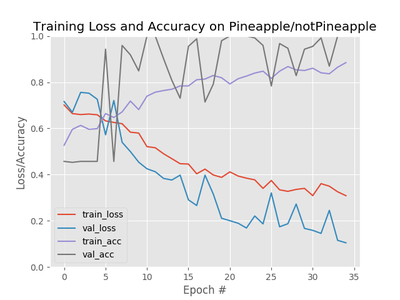 Training Loss and Accuracy on Pineapple/notPineapple
1.0
0.8
0.6
0.4
0.2
0.0
Loss/Accuracy
train_loss
val_loss
train_acc
val_acc
0 5 10 15 20 25 30 35
Epoch #